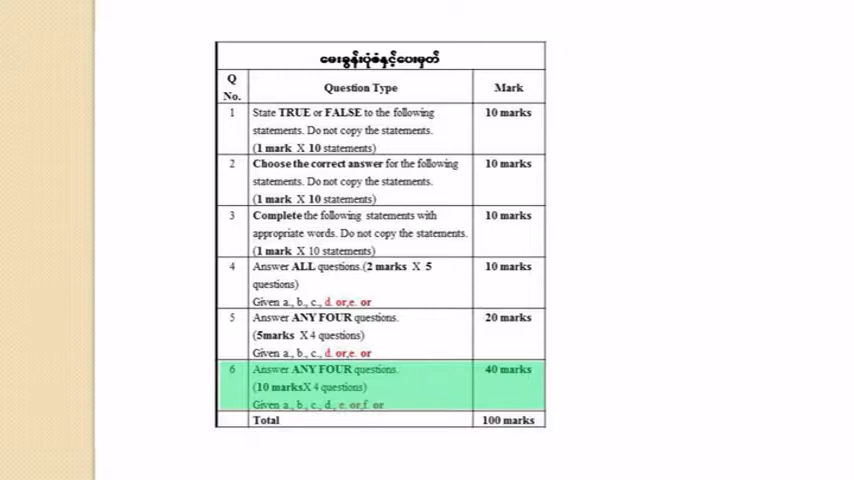 မေးခွန်းပုံစံနှင့်ပေးမှတ်
Q No. Question Type Mark
1 State TRUE or FALSE to the following 10 marks
statements. Do not copy the statements.
(1 mark X 10 statements)
2 Choose the correct answer for the following 10 marks
statements. Do not copy the statements.
(1 mark X 10 statements)
3 Complete the following statements with 10 marks
appropriate words. Do not copy the statements.
(1 mark X 10 statements)
4 Answer ALL questions.(2 marks X 5 10 marks
questions)
Given a., b., c., d. or,e. or
5 Answer ANY FOUR questions. 20 marks
(5marks X 4 questions)
Given a., b., c., d. or,e. or
6 Answer ANY FOUR questions. 40 marks
(10 marksX 4 questions)
Given a., b., c., d., e. or,f. or
Total 100 marks